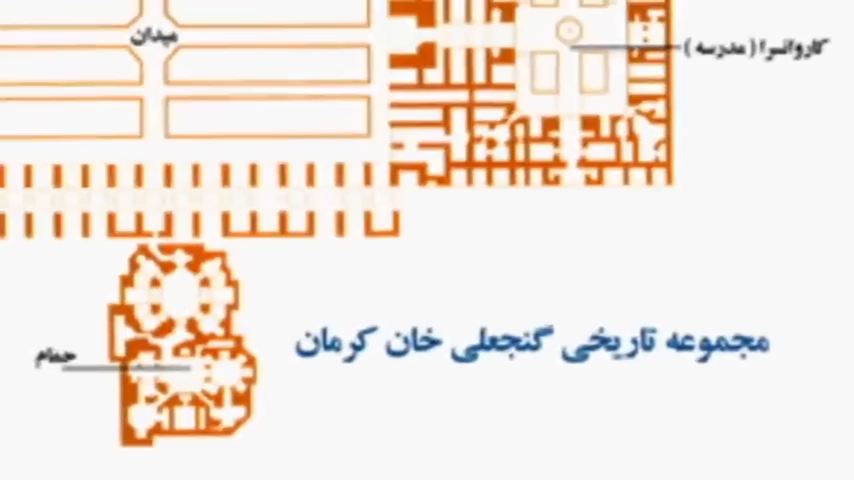 میدان
کاروانسرا (مدرسه)
مجموعه تاریخی گنجعلی خان کرمان
حمام